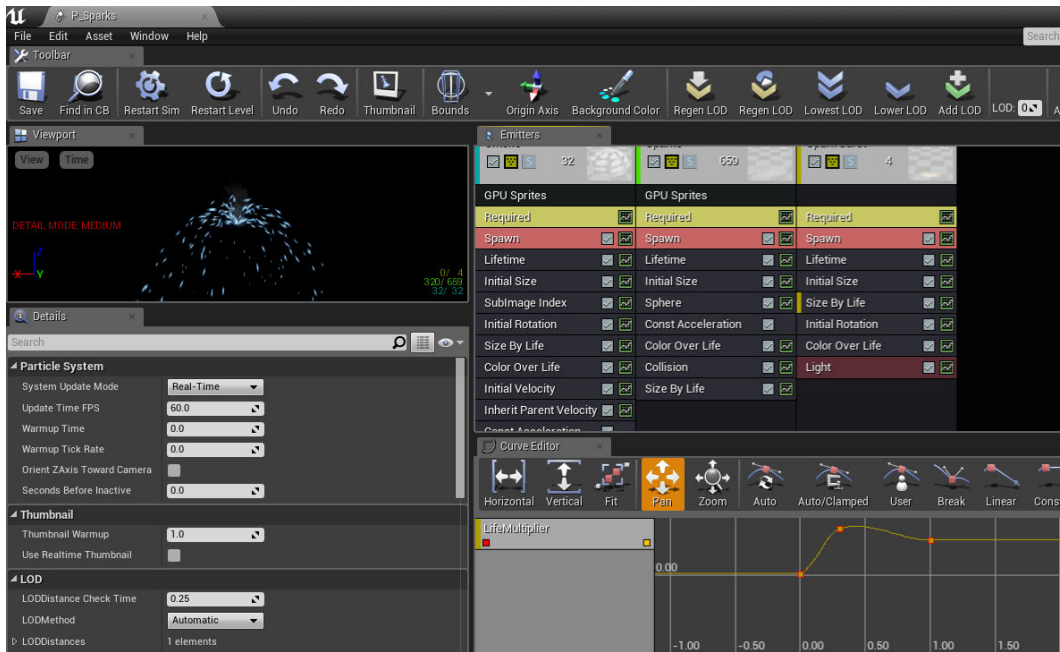 P_Sparks
File Edit Asset Window Help
Search
Toolbar
Save Find in CB Restart Sim Restart Level Undo Redo Thumbnail Bounds Origin Axis Background Color Regen LOD Regen LOD Lowest LOD Lower LOD Add LOD LOD: 0
Viewport
View Time
DETAIL MODE: MEDIUM
Z
X Y
0/ 4
320/ 659
32/ 32
Emitters
S 32 S 659 S 4
GPU Sprites GPU Sprites
Required Required Required
Spawn Spawn Spawn
Lifetime Lifetime Lifetime
Initial Size Initial Size Initial Size
SubImage Index Sphere Size By Life
Initial Rotation Const Acceleration Initial Rotation
Size By Life Color Over Life Color Over Life
Color Over Life Collision Light
Initial Velocity Size By Life
Inherit Parent Velocity
Const Acceleration
Details
Search
Particle System
System Update Mode Real-Time
Update Time FPS 60.0
Warmup Time 0.0
Warmup Tick Rate 0.0
Orient ZAxis Toward Camera
Seconds Before Inactive 0.0
Thumbnail
Thumbnail Warmup 1.0
Use Realtime Thumbnail
LOD
LODDistance Check Time 0.25
LODMethod Automatic
LODDistances 1 elements
Curve Editor
Horizontal Vertical Fit Pan Zoom Auto Auto/Clamped User Break Linear Cons
LifeMultiplier
0.00
-1.00 -0.50 0.00 0.50 1.00 1.50